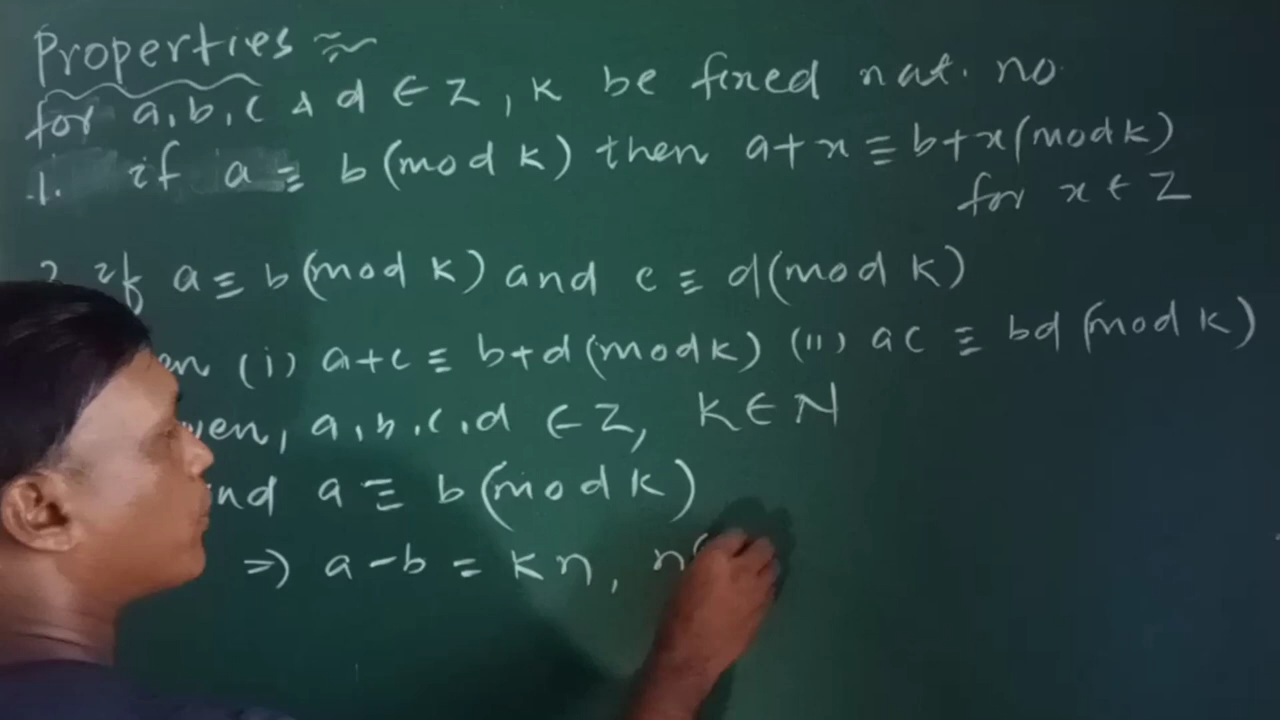 Properties
for a, b, c & d ∈ Z, K be fixed nat. no.
1. if a ≡ b (mod k) then a+x ≡ b+x (mod k)
for x ∈ Z
if a ≡ b (mod k) and c ≡ d (mod k)
(i) a+c ≡ b+d (mod k) (ii) ac ≡ bd (mod k)
a, b, c, d ∈ Z, K ∈ N
a ≡ b (mod k)
⇒ a-b = kn, n